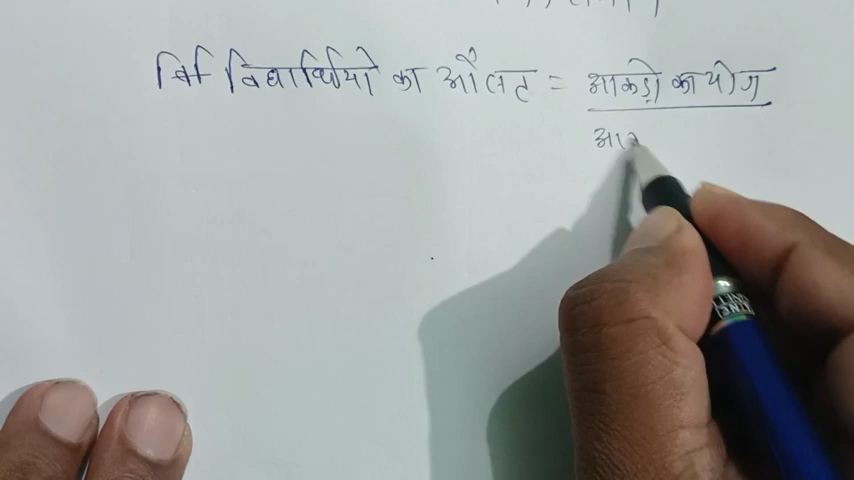 विद्यार्थियो का औसत = आकड़ो का योग
आ